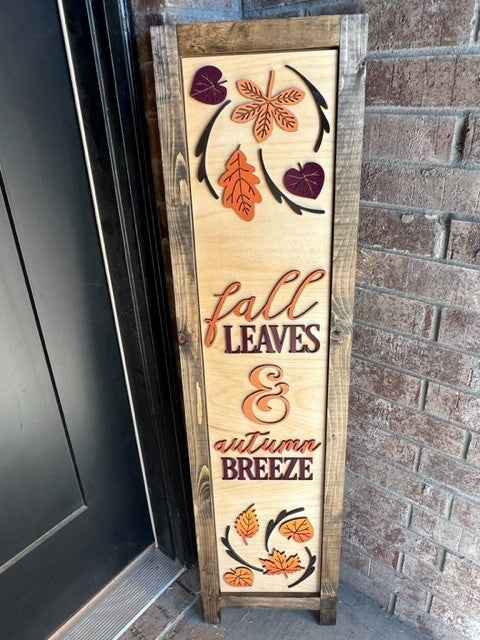 fall
LEAVES
&
autumn
BREEZE